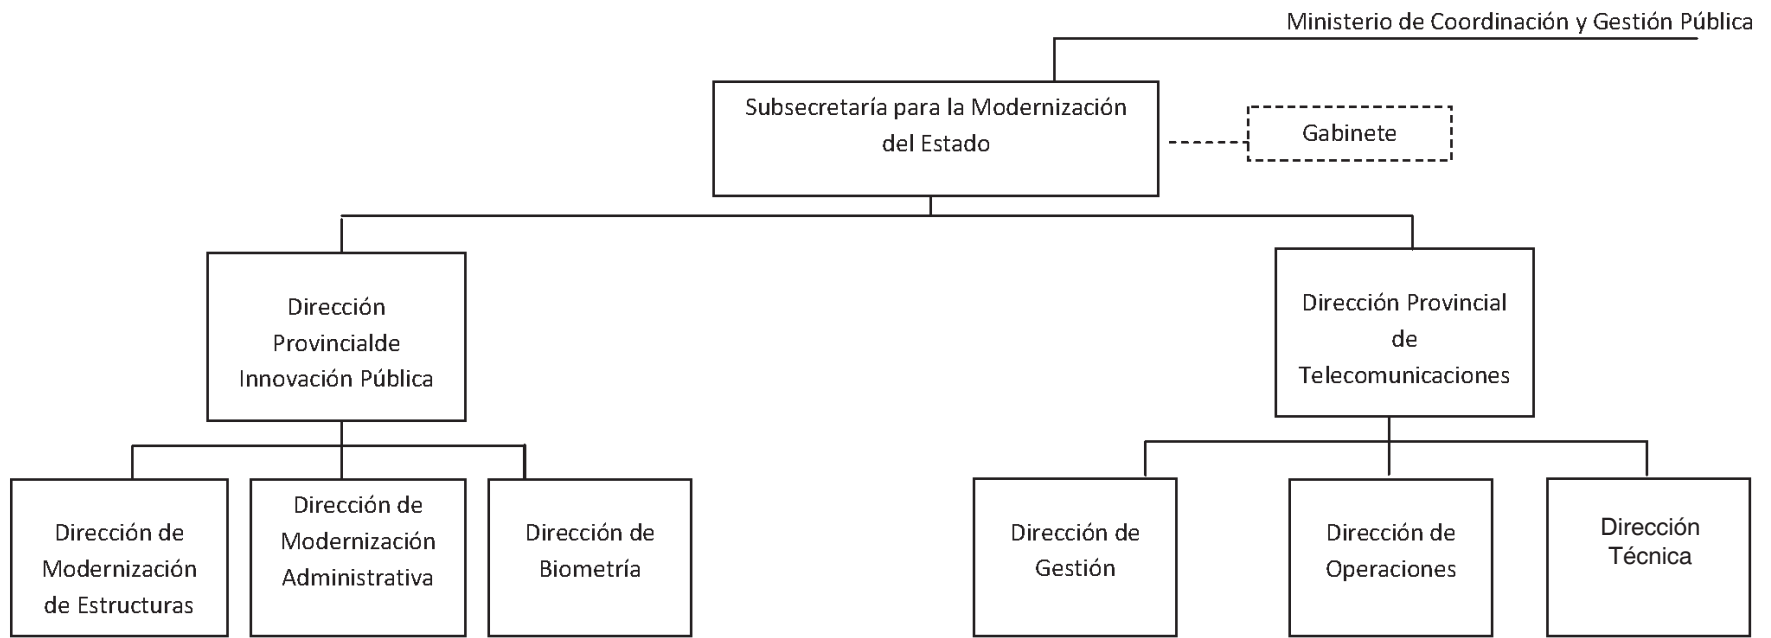 Ministerio de Coordinación y Gestión Pública
Subsecretaría para la Modernización
del Estado
Gabinete
Dirección
Provincialde
Innovación Pública
Dirección Provincial
de
Telecomunicaciones
Dirección de
Modernización
de Estructuras
Dirección de
Modernización
Administrativa
Dirección de
Biometría
Dirección de
Gestión
Dirección de
Operaciones
Dirección
Técnica